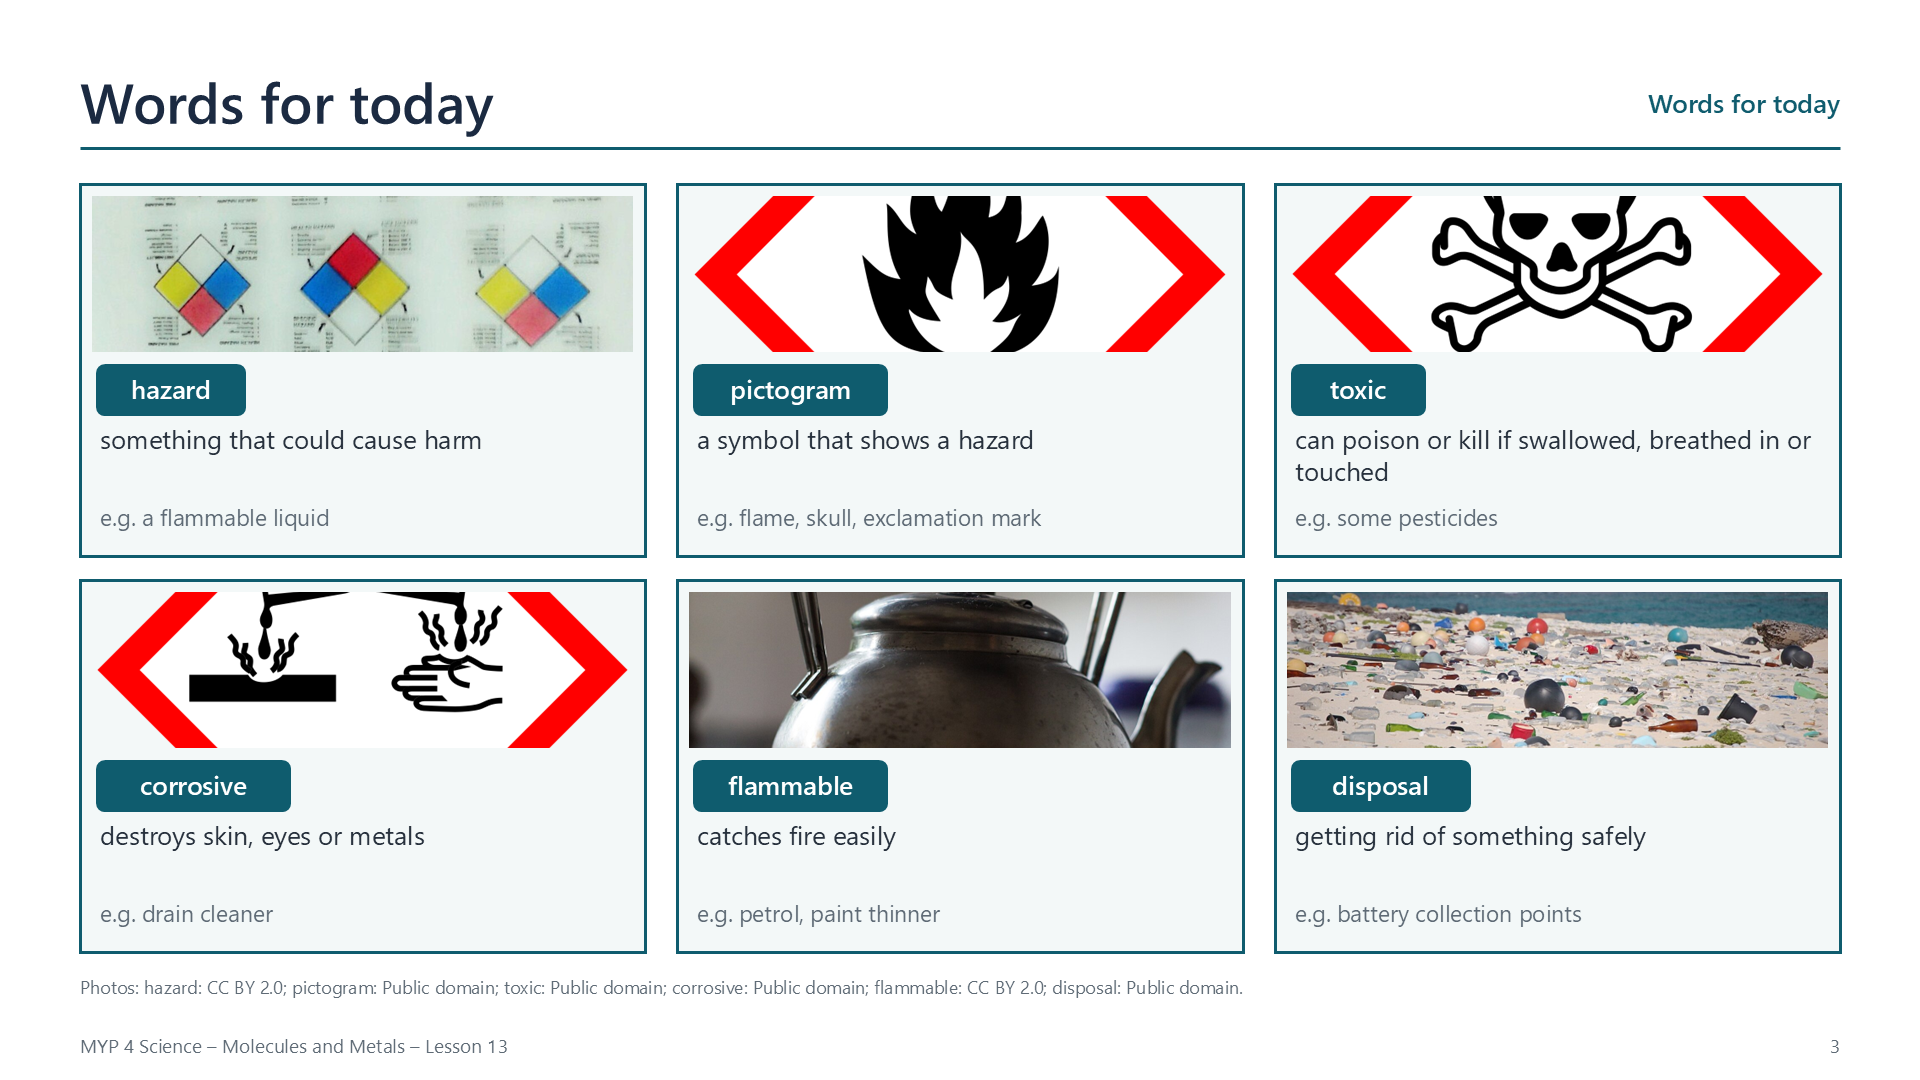 Words for today
Words for today
hazard
something that could cause harm
e.g. a flammable liquid
pictogram
a symbol that shows a hazard
e.g. flame, skull, exclamation mark
toxic
can poison or kill if swallowed, breathed in or
touched
e.g. some pesticides
corrosive
destroys skin, eyes or metals
e.g. drain cleaner
flammable
catches fire easily
e.g. petrol, paint thinner
disposal
getting rid of something safely
e.g. battery collection points
Photos: hazard: CC BY 2.0; pictogram: Public domain; toxic: Public domain; corrosive: Public domain; flammable: CC BY 2.0; disposal: Public domain.
MYP 4 Science – Molecules and Metals – Lesson 13
3